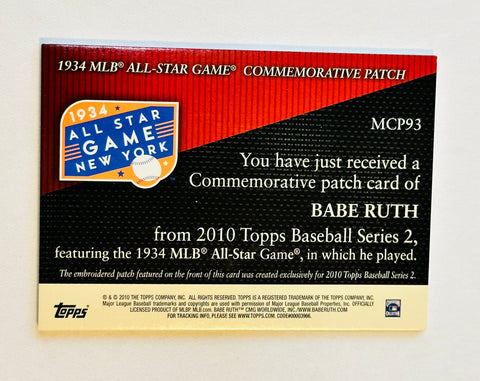 1934 MLB® ALL-STAR GAME® COMMEMORATIVE PATCH
1934
ALL STAR
GAME
NEW YORK
MCP93
You have just received a
Commemorative patch card of
BABE RUTH
from 2010 Topps Baseball Series 2,
featuring the 1934 MLB® All-Star Game®, in which he played.
The embroidered patch featured on the front of this card was created exclusively for 2010 Topps Baseball Series 2.
Topps
® & © 2010 THE TOPPS COMPANY, INC. ALL RIGHTS RESERVED. TOPPS IS A REGISTERED TRADEMARK OF THE TOPPS COMPANY, INC.
Major League Baseball trademarks and copyrights are used with permission of Major League Baseball Properties, Inc. OFFICIALLY
LICENSED PRODUCT OF MLBP. MLB.com. BABE RUTH™ CMG WORLDWIDE, INC./WWW.BABERUTH.COM
FOR TRACKING INFO, PLEASE SEE WWW.TOPPS.COM. CODE#00003966.